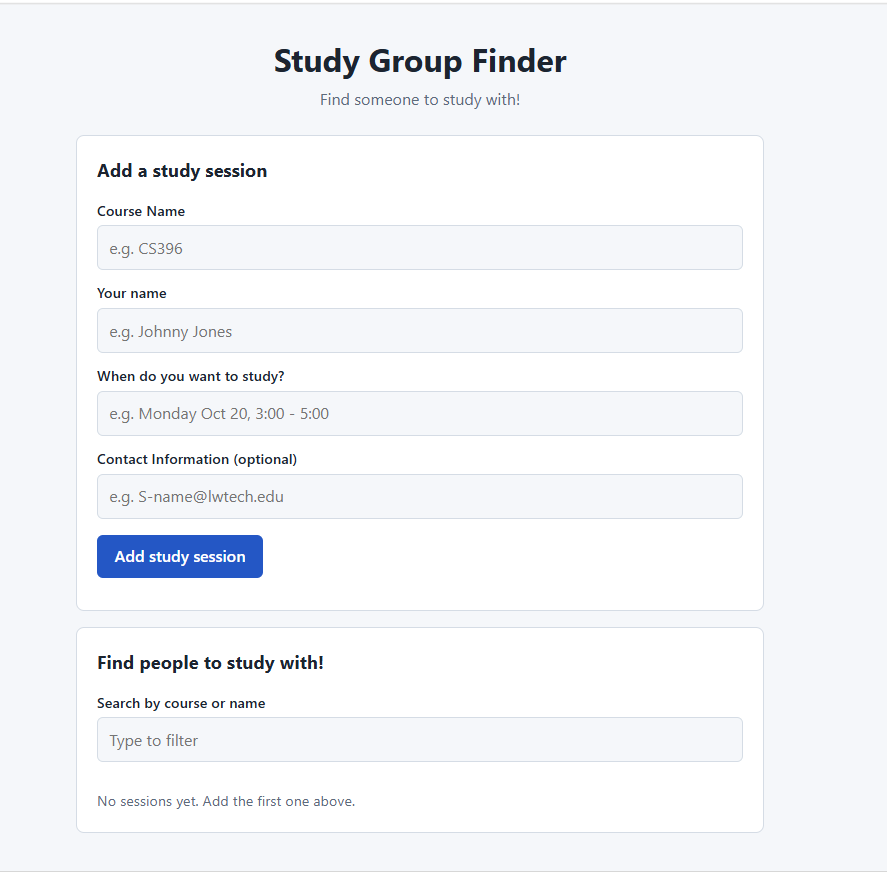 Study Group Finder
Find someone to study with!
Add a study session
Course Name
e.g. CS396
Your name
e.g. Johnny Jones
When do you want to study?
e.g. Monday Oct 20, 3:00 - 5:00
Contact Information (optional)
e.g. S-name@lwtech.edu
Add study session
Find people to study with!
Search by course or name
Type to filter
No sessions yet. Add the first one above.